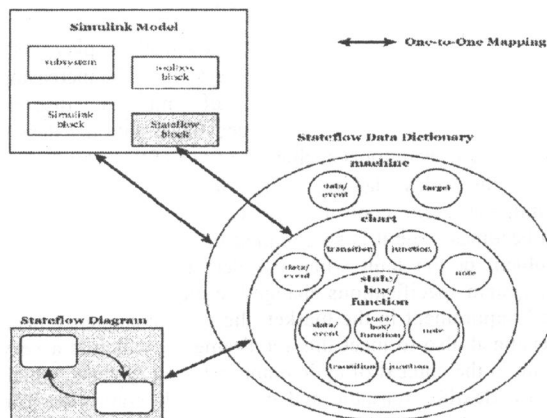 Simulink Model
One-to-One Mapping
subsystem
toolbox
block
Simulink
block
Stateflow
block
Stateflow Data Dictionary
machine
data/
event
target
chart
transition
junction
data/
event
note
state/
box/
function
data/
event
state/
box/
function
note
transition
junction
Stateflow Diagram